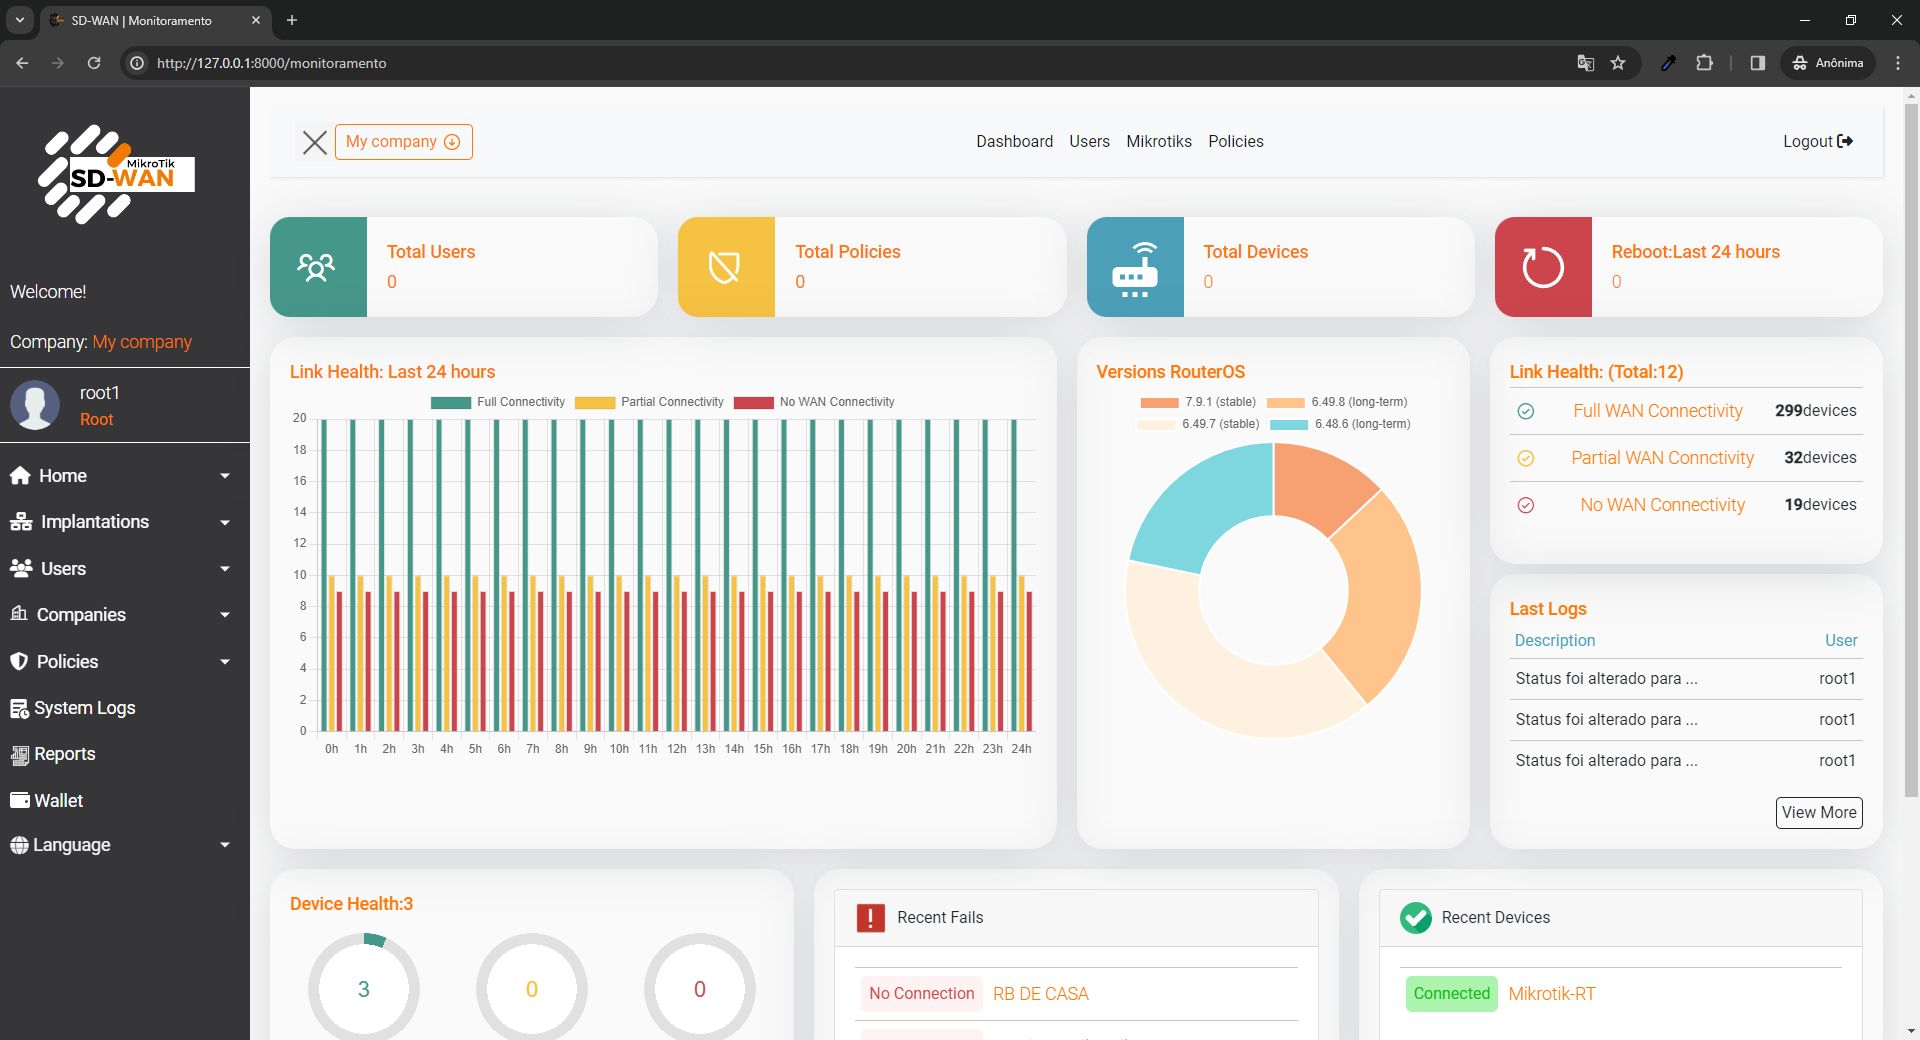 SD-WAN | Monitoramento
http://127.0.0.1:8000/monitoramento
Anônima
MikroTik
SD-WAN
Welcome!
Company: My company
root1
Root
Home
Implantations
Users
Companies
Policies
System Logs
Reports
Wallet
Language
My company
Dashboard Users Mikrotiks Policies
Logout
Total Users
0
Total Policies
0
Total Devices
0
Reboot:Last 24 hours
0
Link Health: Last 24 hours
Full Connectivity Partial Connectivity No WAN Connectivity
20
18
16
14
12
10
8
6
4
2
0
0h 1h 2h 3h 4h 5h 6h 7h 8h 9h 10h 11h 12h 13h 14h 15h 16h 17h 18h 19h 20h 21h 22h 23h 24h
Versions RouterOS
7.9.1 (stable) 6.49.8 (long-term)
6.49.7 (stable) 6.48.6 (long-term)
Link Health: (Total:12)
Full WAN Connectivity 299devices
Partial WAN Connctivity 32devices
No WAN Connectivity 19devices
Last Logs
Description User
Status foi alterado para ... root1
Status foi alterado para ... root1
Status foi alterado para ... root1
View More
Device Health:3
3 0 0
Recent Fails
No Connection RB DE CASA
Recent Devices
Connected Mikrotik-RT